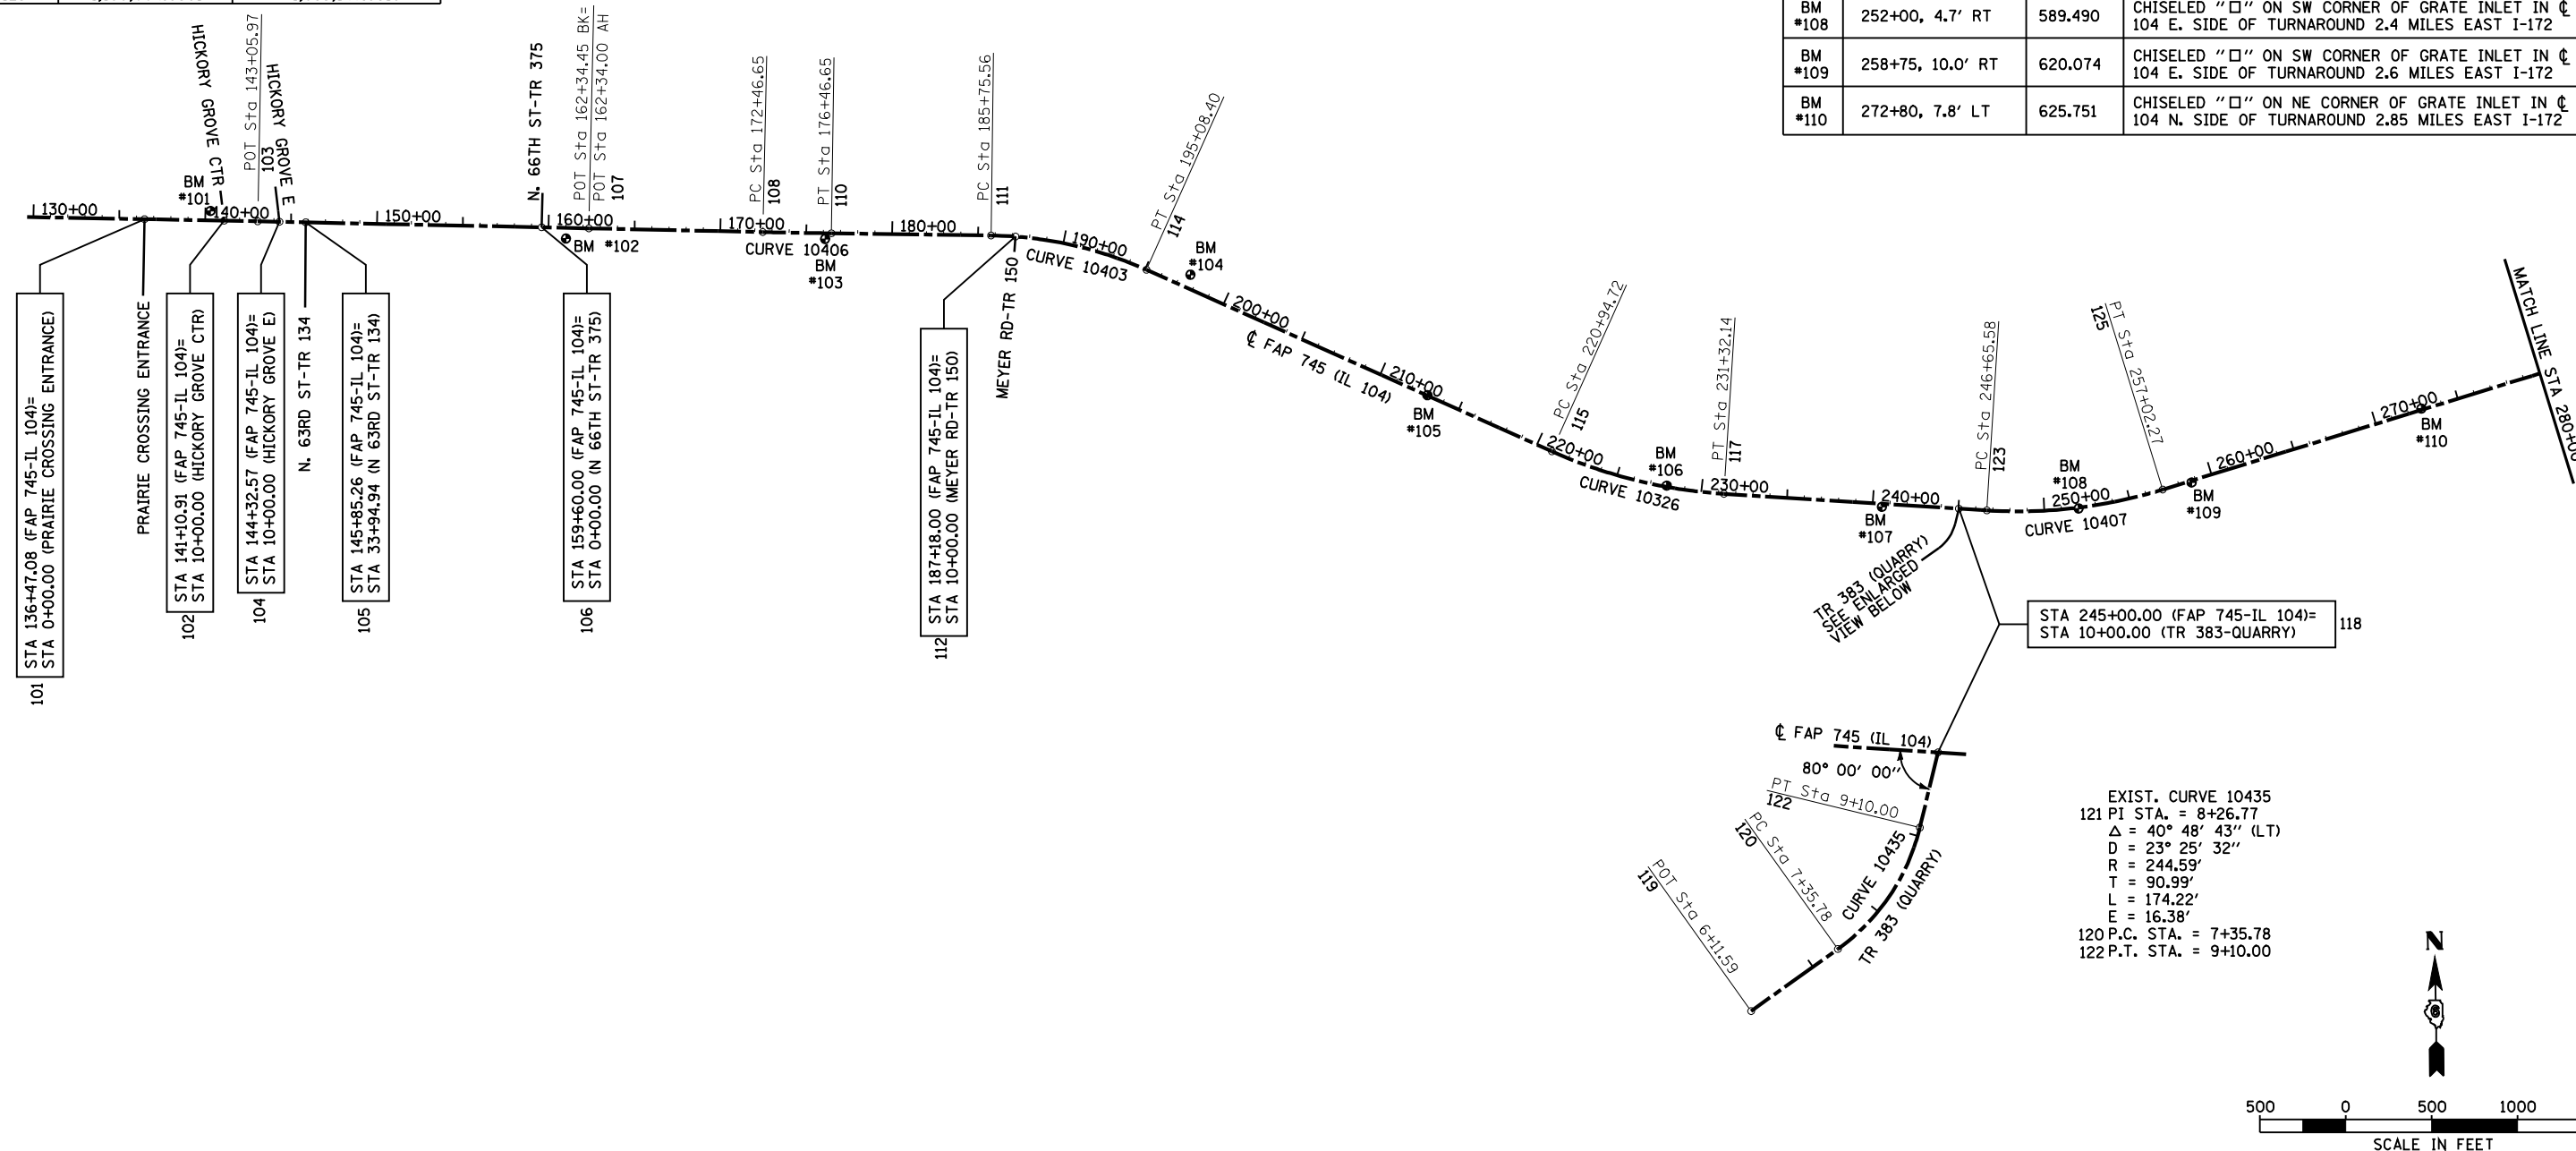 BM #108 252+00, 4.7' RT 589.490 CHISELED "□" ON SW CORNER OF GRATE INLET IN ℄
104 E. SIDE OF TURNAROUND 2.4 MILES EAST I-172
BM #109 258+75, 10.0' RT 620.074 CHISELED "□" ON SW CORNER OF GRATE INLET IN ℄
104 E. SIDE OF TURNAROUND 2.6 MILES EAST I-172
BM #110 272+80, 7.8' LT 625.751 CHISELED "□" ON NE CORNER OF GRATE INLET IN ℄
104 N. SIDE OF TURNAROUND 2.85 MILES EAST I-172
HICKORY GROVE CTR
POT Sta 143+05.97
103
HICKORY GROVE E
N. 66TH ST-TR 375
POT Sta 162+34.45 BK=
POT Sta 162+34.00 AH
107
PC Sta 172+46.65
108
PT Sta 176+46.65
110
PC Sta 185+75.56
111
PT Sta 195+08.40
114
PC Sta 220+94.72
115
PT Sta 231+32.14
117
PC Sta 246+65.58
123
PT Sta 257+02.27
125
MATCH LINE STA 280+00
130+00
140+00
150+00
160+00
170+00
180+00
190+00
200+00
210+00
220+00
230+00
240+00
250+00
260+00
270+00
BM
#101
BM #102
BM
#103
BM
#104
BM
#105
BM
#106
BM
#107
BM
#108
BM
#109
BM
#110
CURVE 10406
CURVE 10403
℄ FAP 745 (IL 104)
CURVE 10326
CURVE 10407
STA 136+47.08 (FAP 745-IL 104)=
STA 0+00.00 (PRAIRIE CROSSING ENTRANCE)
101
PRAIRIE CROSSING ENTRANCE
STA 141+10.91 (FAP 745-IL 104)=
STA 10+00.00 (HICKORY GROVE CTR)
102
STA 144+32.57 (FAP 745-IL 104)=
STA 10+00.00 (HICKORY GROVE E)
104
N. 63RD ST-TR 134
STA 145+85.26 (FAP 745-IL 104)=
STA 33+94.94 (N 63RD ST-TR 134)
105
STA 159+60.00 (FAP 745-IL 104)=
STA 0+00.00 (N 66TH ST-TR 375)
106
STA 187+18.00 (FAP 745-IL 104)=
STA 10+00.00 (MEYER RD-TR 150)
112
MEYER RD-TR 150
TR 383 (QUARRY)
SEE ENLARGED
VIEW BELOW
STA 245+00.00 (FAP 745-IL 104)=
STA 10+00.00 (TR 383-QUARRY)
118
℄ FAP 745 (IL 104)
80° 00' 00"
PT Sta 9+10.00
122
PC Sta 7+35.78
120
POT Sta 6+11.59
119
CURVE 10435
TR 383 (QUARRY)
EXIST. CURVE 10435
121 PI STA. = 8+26.77
Δ = 40° 48' 43" (LT)
D = 23° 25' 32"
R = 244.59'
T = 90.99'
L = 174.22'
E = 16.38'
120 P.C. STA. = 7+35.78
122 P.T. STA. = 9+10.00
N
6
500 0 500 1000
SCALE IN FEET